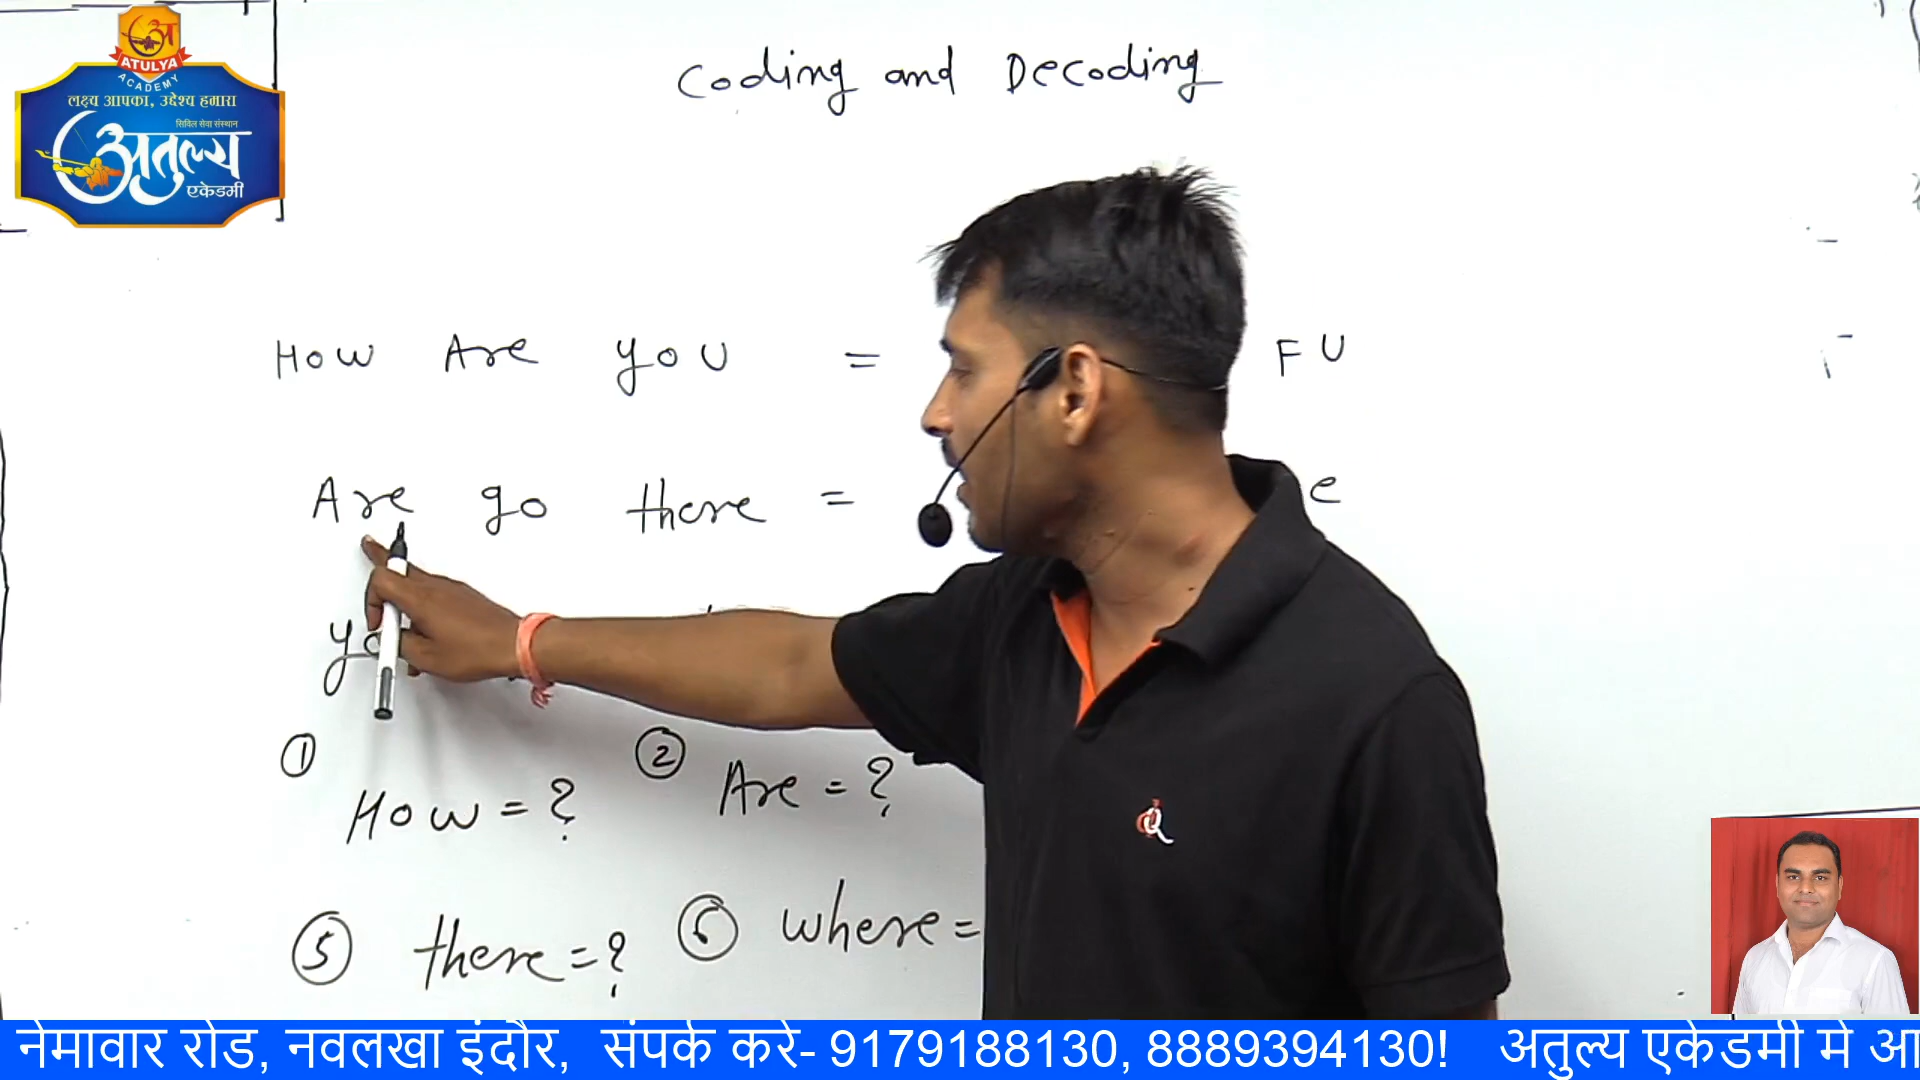 ATULYA
ACADEMY
लक्ष्य आपका, उद्देश्य हमारा
सिविल सेवा संस्थान
अतुल्य
एकेडमी
Coding and Decoding
How Are you = FU
Are go there = e
yo
① How = ? ② Are = ?
⑤ there = ? ⑥ where =
नेमावार रोड, नवलखा इंदौर, संपर्क करे- 9179188130, 8889394130! अतुल्य एकेडमी मे आ